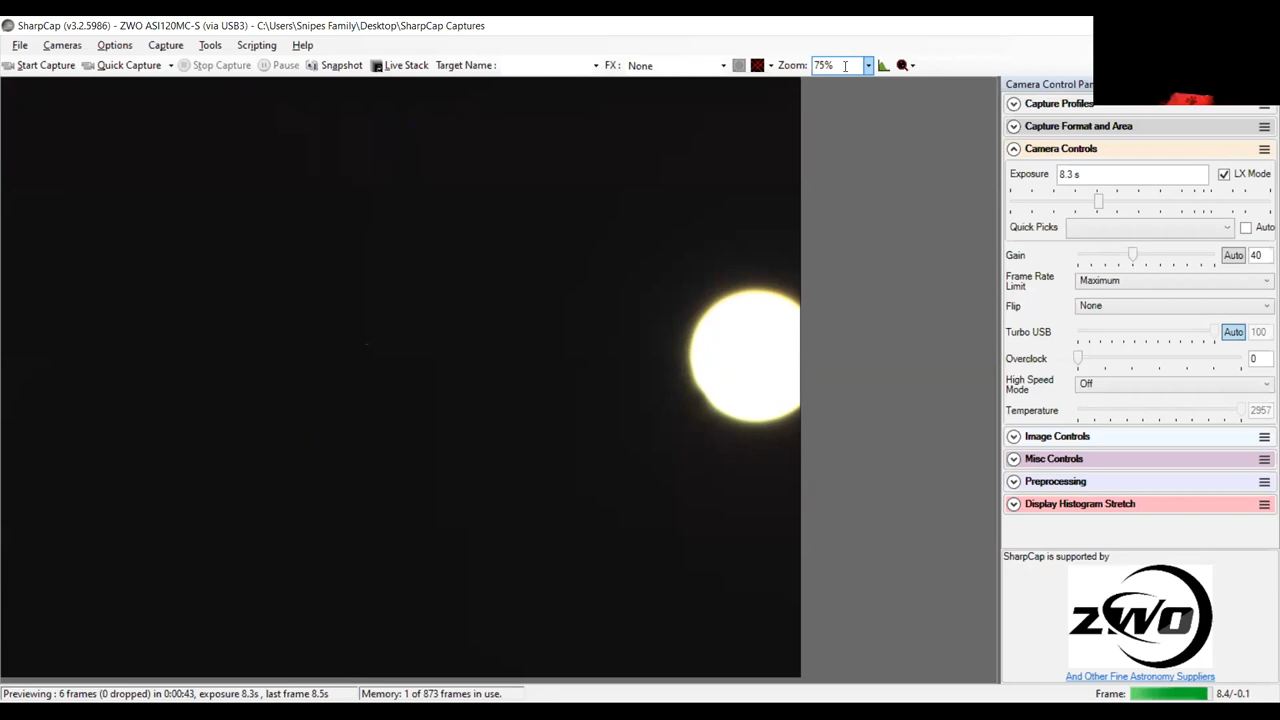 SharpCap (v3.2.5986) - ZWO ASI120MC-S (via USB3) - C:\Users\Snipes Family\Desktop\SharpCap Captures
File Cameras Options Capture Tools Scripting Help
Start Capture Quick Capture Stop Capture Pause Snapshot Live Stack Target Name : FX : None Zoom: 75%
Camera Control Pan
Capture Profiles
Capture Format and Area
Camera Controls
Exposure 8.3 s LX Mode
Quick Picks Auto
Gain Auto 40
Frame Rate
Limit
Maximum
Flip None
Turbo USB Auto 100
Overclock 0
High Speed
Mode
Off
Temperature 2957
Image Controls
Misc Controls
Preprocessing
Display Histogram Stretch
SharpCap is supported by
ZWO
And Other Fine Astronomy Suppliers
Previewing : 6 frames (0 dropped) in 0:00:43, exposure 8.3s , last frame 8.5s Memory: 1 of 873 frames in use. Frame: 8.4/-0.1